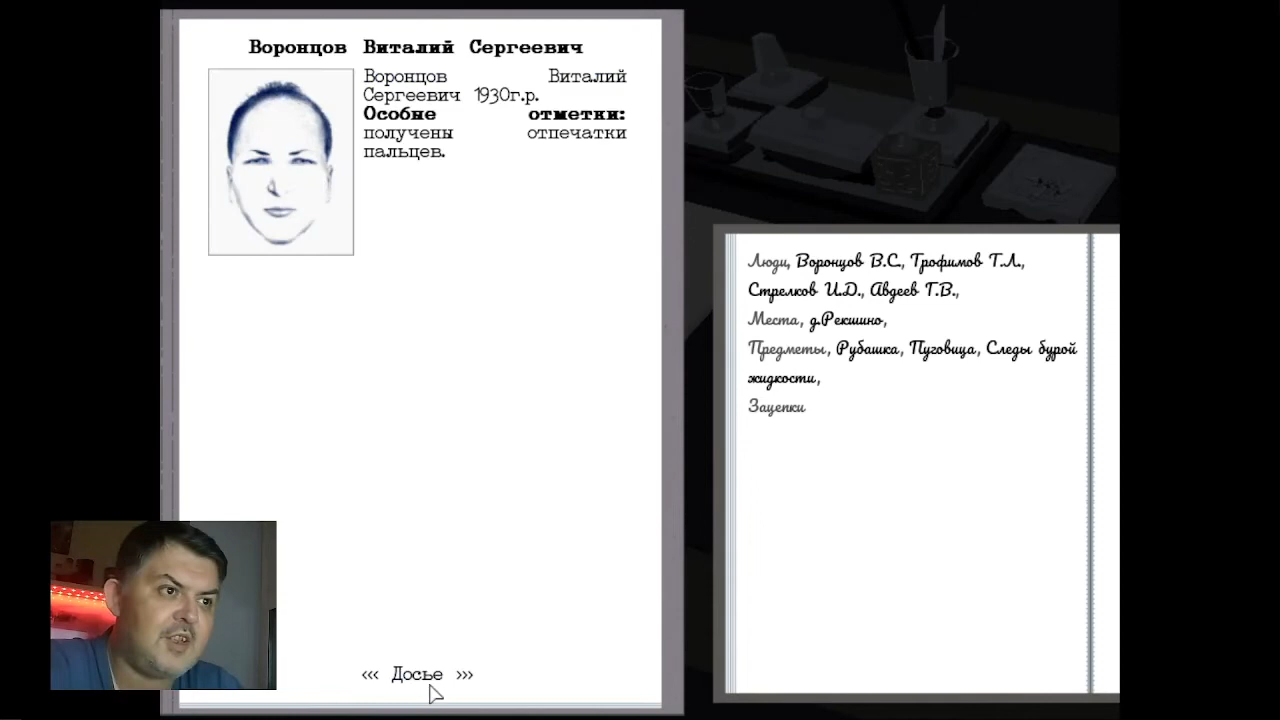 Воронцов Виталий Сергеевич
Воронцов Виталий
Сергеевич 1930г.р.
Особые отметки:
получены отпечатки
пальцев.
‹‹‹ Досье ›››
Люди, Воронцов В.С., Трофимов Т.Л.,
Стрелков И.D., Авдеев Г.В.,
Места, д.Рекшино,
Предметы, Рубашка, Пуговица, Следы бурой
жидкости,
Зацепки